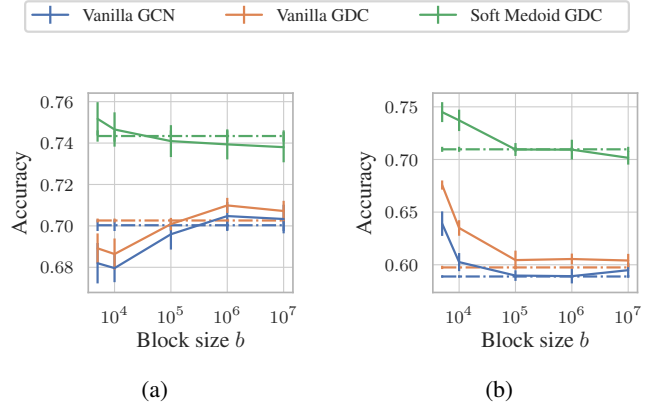 Vanilla GCN Vanilla GDC Soft Medoid GDC
0.76
0.74
0.72
0.70
0.68
Accuracy
10^4 10^5 10^6 10^7
Block size b
(a)
0.75
0.70
0.65
0.60
Accuracy
10^4 10^5 10^6 10^7
Block size b
(b)